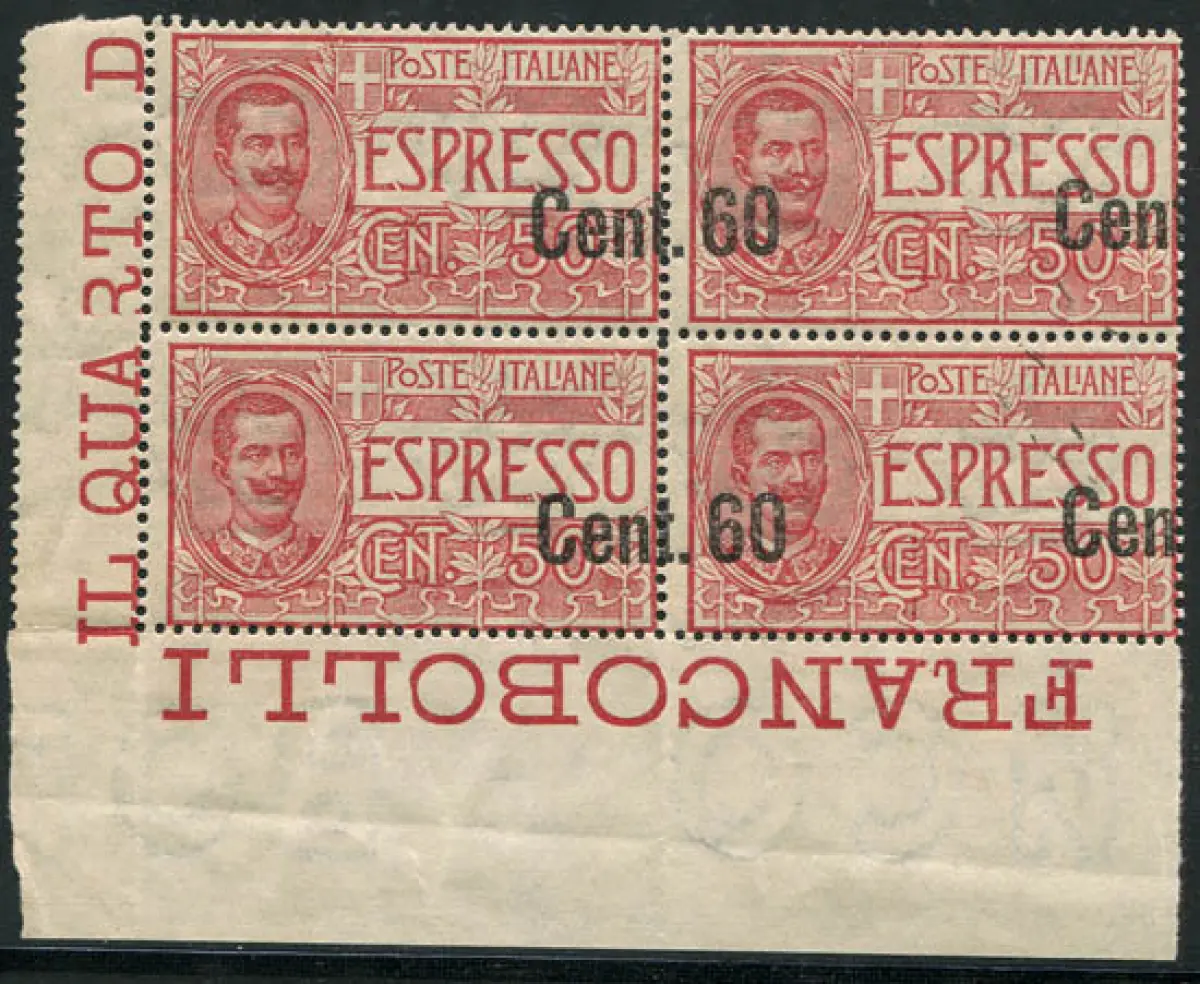 IL QUARTO D
POSTE ITALIANE
ESPRESSO
CENT. 50
Cent. 60
POSTE ITALIANE
ESPRESSO
CENT. 50
Cen
POSTE ITALIANE
ESPRESSO
CENT. 50
Cent. 60
POSTE ITALIANE
ESPRESSO
CENT. 50
Cen
FRANCOBOLLI